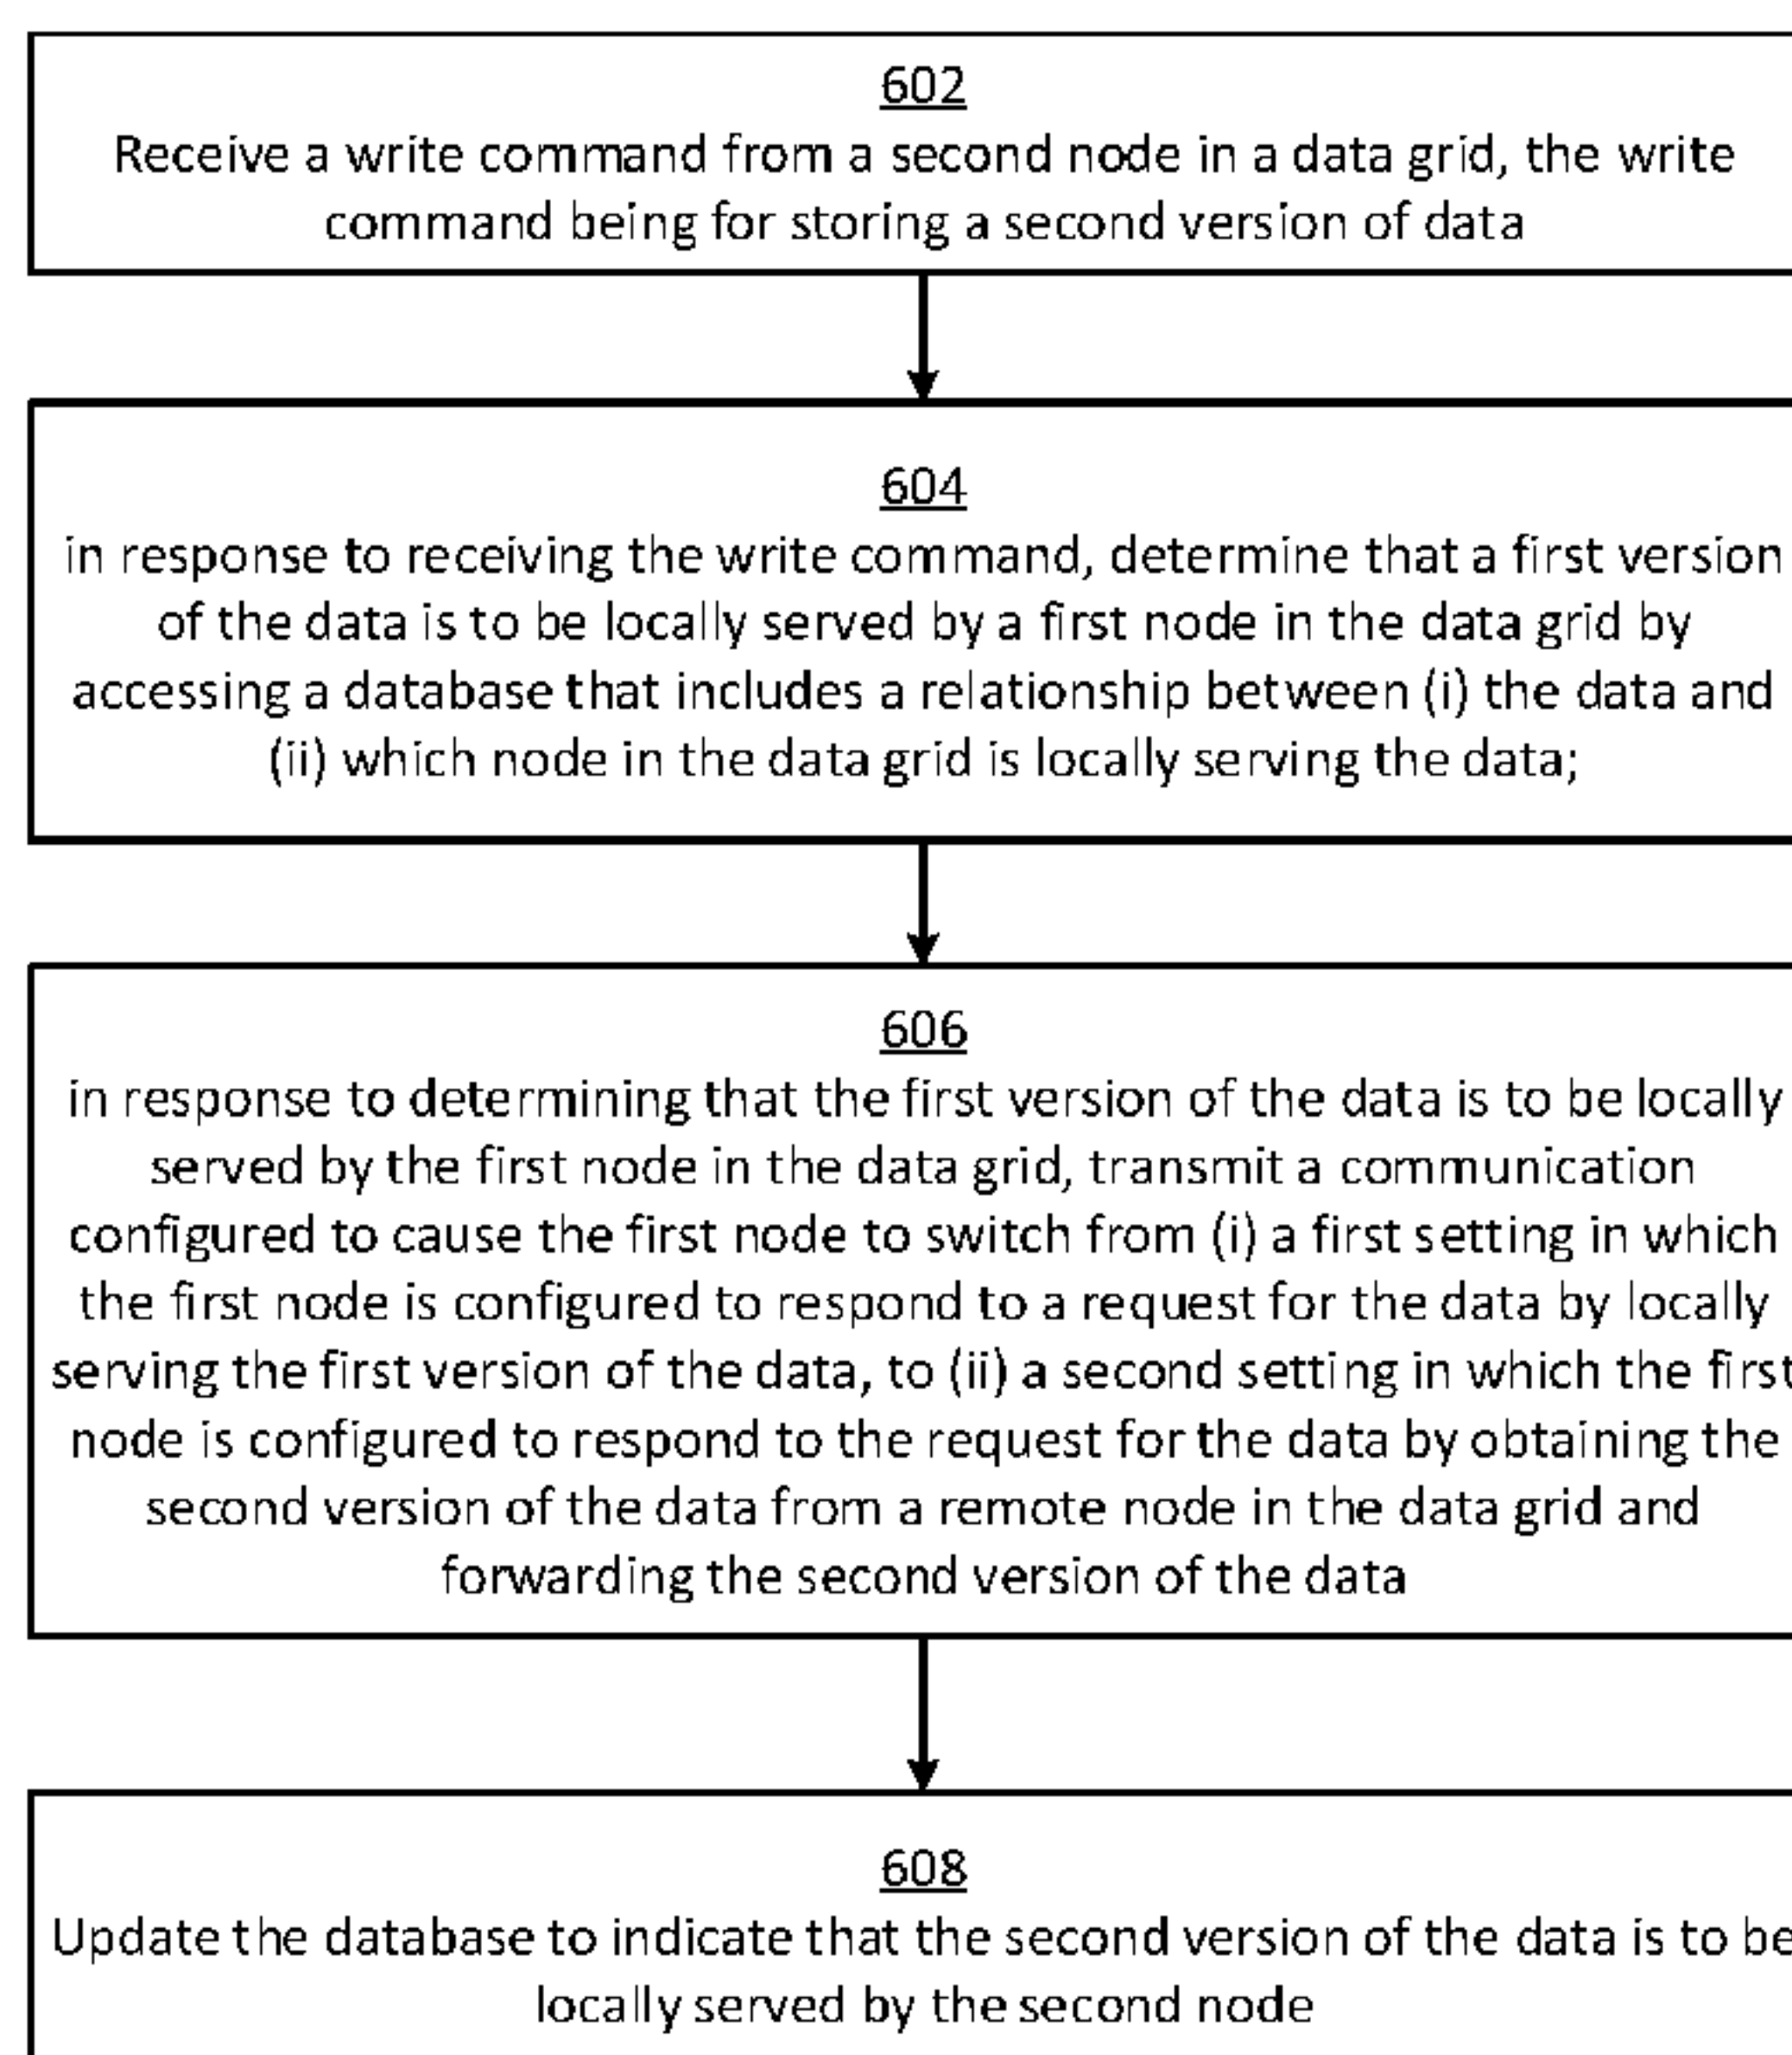 602
Receive a write command from a second node in a data grid, the write
command being for storing a second version of data
604
in response to receiving the write command, determine that a first version
of the data is to be locally served by a first node in the data grid by
accessing a database that includes a relationship between (i) the data and
(ii) which node in the data grid is locally serving the data;
606
in response to determining that the first version of the data is to be locally
served by the first node in the data grid, transmit a communication
configured to cause the first node to switch from (i) a first setting in which
the first node is configured to respond to a request for the data by locally
serving the first version of the data, to (ii) a second setting in which the first
node is configured to respond to the request for the data by obtaining the
second version of the data from a remote node in the data grid and
forwarding the second version of the data
608
Update the database to indicate that the second version of the data is to be
locally served by the second node